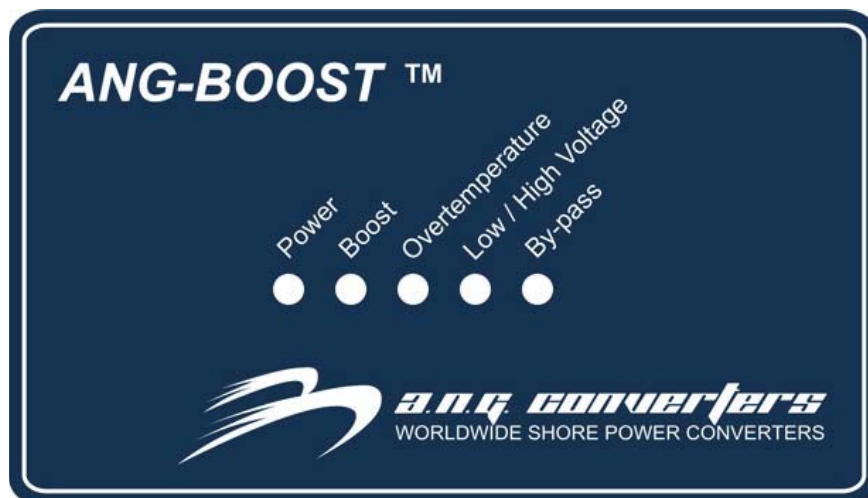 ANG-BOOST ™
Power
Boost
Overtemperature
Low / High Voltage
By-pass
a.n.g. converters
WORLDWIDE SHORE POWER CONVERTERS